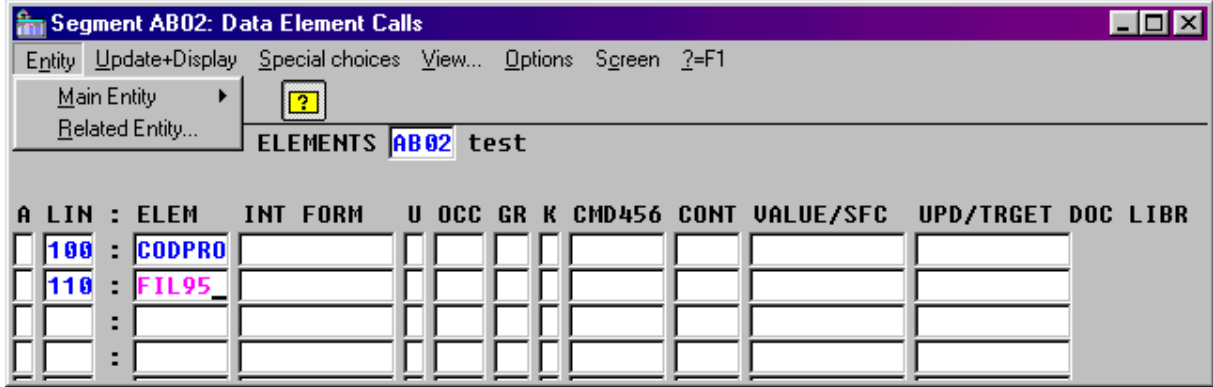 Segment AB02: Data Element Calls
Entity Update+Display Special choices View... Options Screen ?=F1
Main Entity
?
Related Entity...
ELEMENTS AB02 test
A LIN : ELEM INT FORM U OCC GR K CMD456 CONT VALUE/SFC UPD/TRGET DOC LIBR
100 : CODPRO
110 : FIL95_
:
: